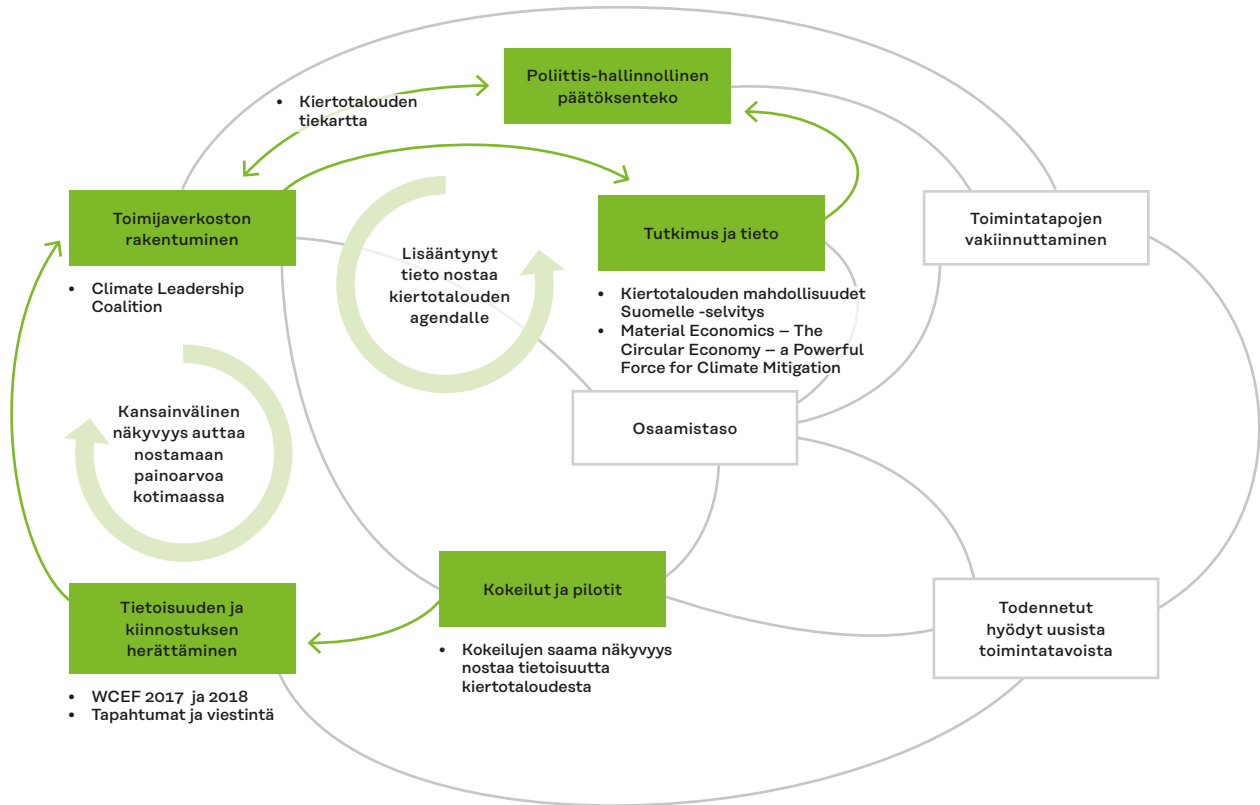 Poliittis-hallinnollinen
päätöksenteko
• Kiertotalouden
tiekartta
Toimijaverkoston
rakentuminen
• Climate Leadership
Coalition
Lisääntynyt
tieto nostaa
kiertotalouden
agendalle
Tutkimus ja tieto
• Kiertotalouden mahdollisuudet
Suomelle -selvitys
• Material Economics – The
Circular Economy – a Powerful
Force for Climate Mitigation
Toimintatapojen
vakiinnuttaminen
Kansainvälinen
näkyvyys auttaa
nostamaan
painoarvoa
kotimaassa
Osaamistaso
Tietoisuuden ja
kiinnostuksen
herättäminen
• WCEF 2017 ja 2018
• Tapahtumat ja viestintä
Kokeilut ja pilotit
• Kokeilujen saama näkyvyys
nostaa tietoisuutta
kiertotaloudesta
Todennetut
hyödyt uusista
toimintatavoista